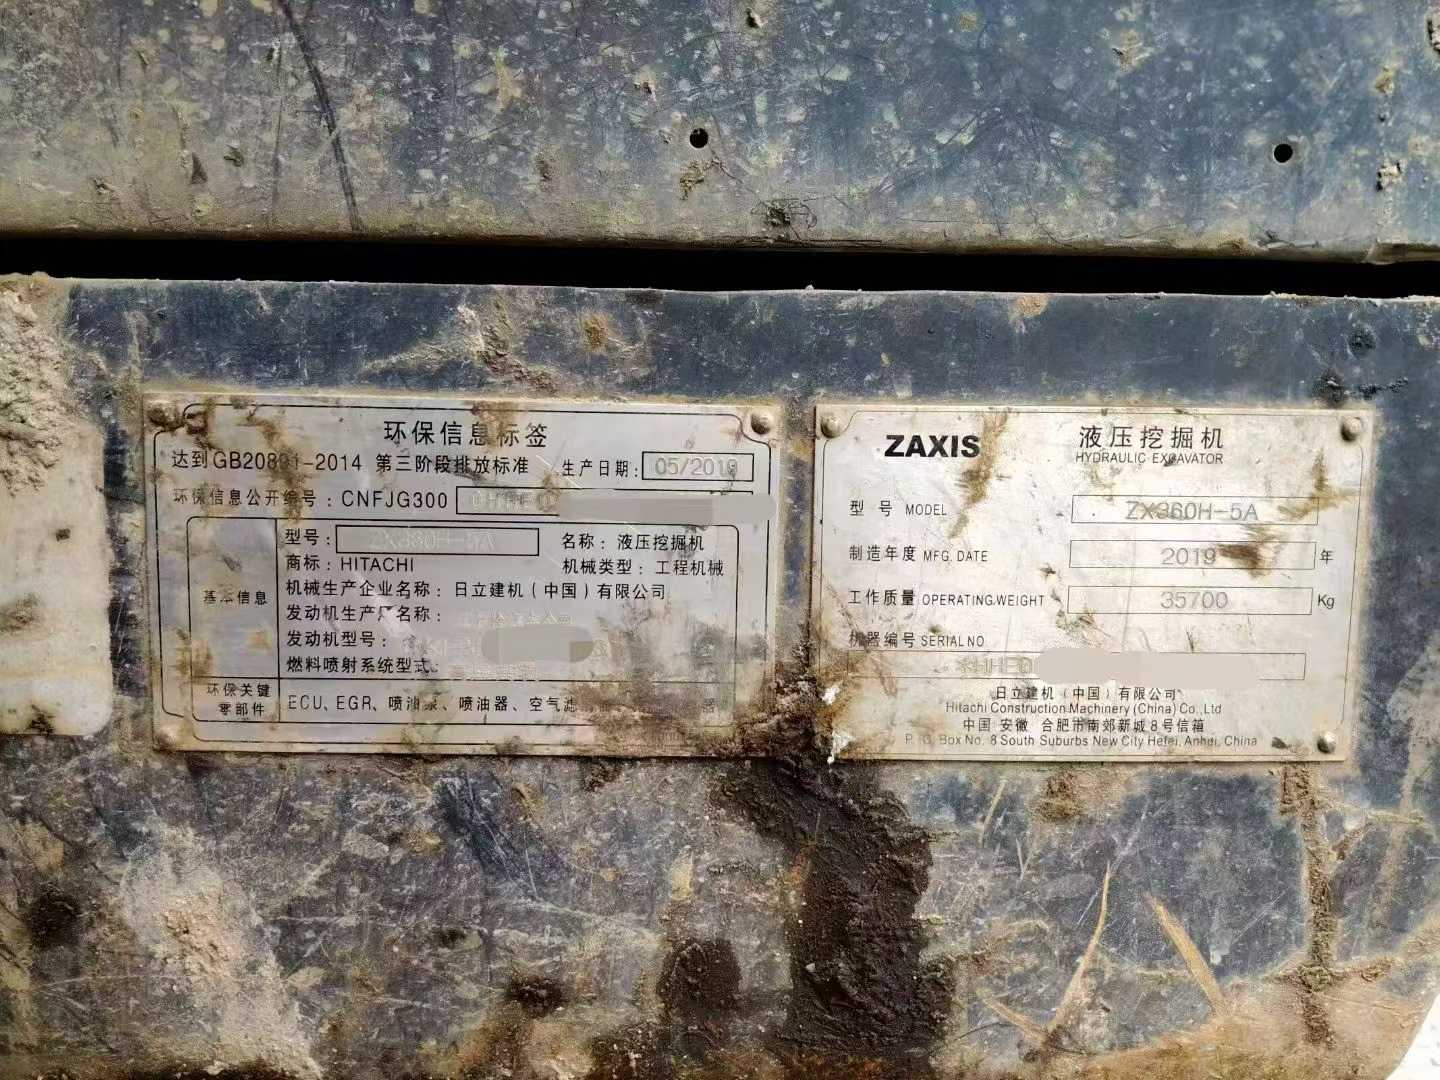 环保信息标签
达到GB20891-2014 第三阶段排放标准 生产日期: 05/2019
环保信息公开编号: CNFJG300
型号: ZX360H-5A 名称: 液压挖掘机
商标: HITACHI 机械类型: 工程机械
机械生产企业名称: 日立建机(中国)有限公司
基本信息
发动机生产厂名称:
发动机型号:
燃料喷射系统型式:
环保关键零部件
ECU、EGR、喷油泵、喷油器、空气滤 器
ZAXIS 液压挖掘机
HYDRAULIC EXCAVATOR
型号 MODEL ZX360H-5A
制造年度 MFG. DATE 2019 年
工作质量 OPERATING.WEIGHT 35700 Kg
机器编号 SERIAL NO
日立建机(中国)有限公司
Hitachi Construction Machinery (China) Co., Ltd
中国 安徽 合肥市南郊新城8号信箱
P. O. Box No. 8 South Suburbs New City Hefei, Anhei, China